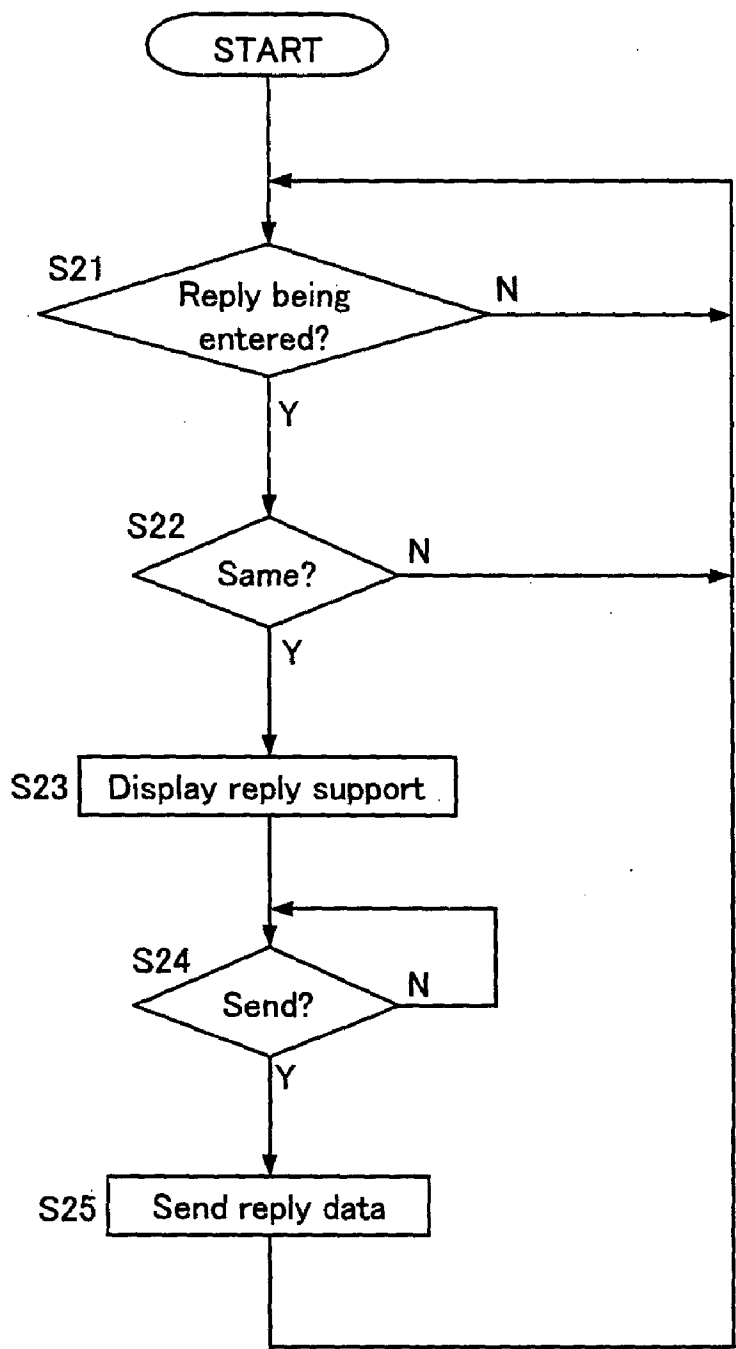 START
S21
Reply being
entered?
N
Y
S22
Same?
N
Y
S23
Display reply support
S24
Send?
N
Y
S25
Send reply data